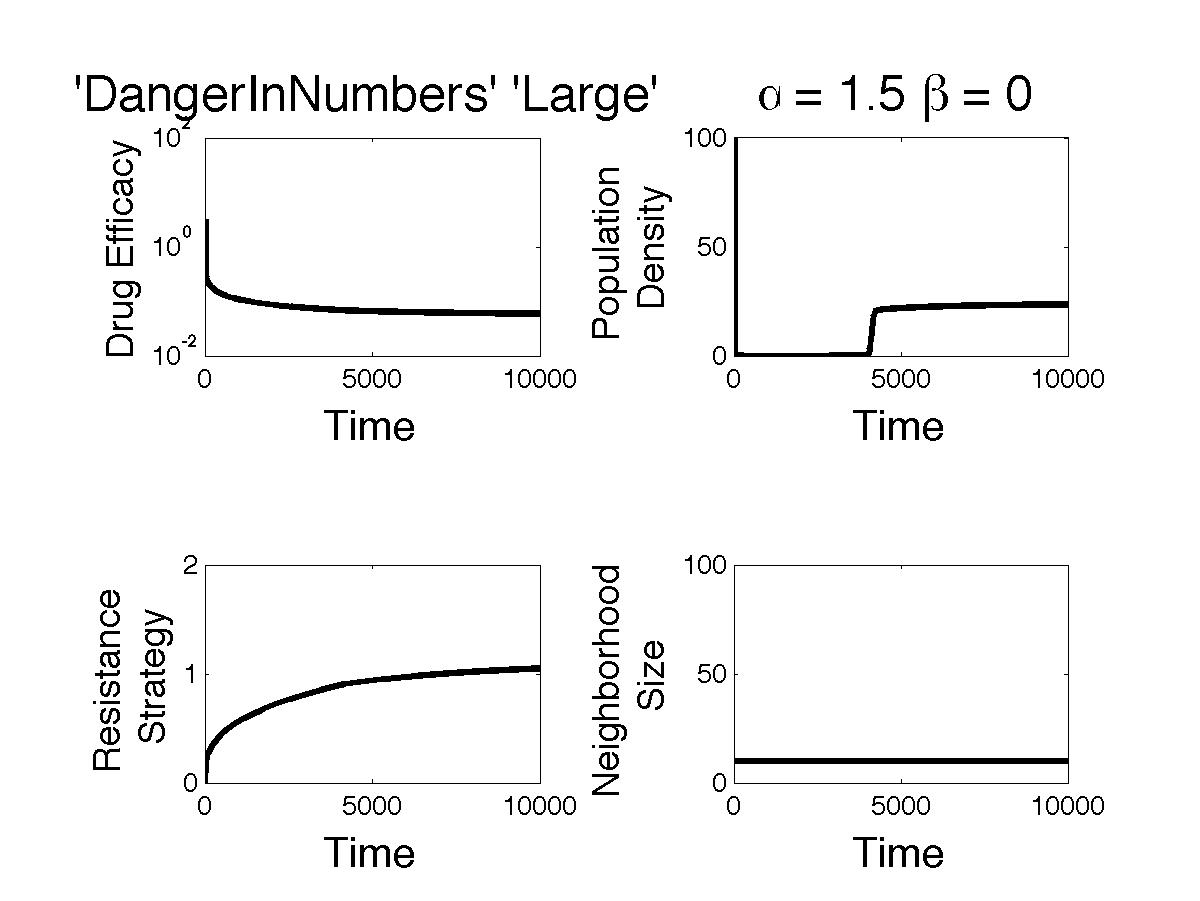 'DangerInNumbers' 'Large'
α = 1.5 β = 0
10^2
10^0
10^-2
Drug Efficacy
0 5000 10000
Time
100
50
0
Population
Density
0 5000 10000
Time
2
1
0
Resistance
Strategy
0 5000 10000
Time
100
50
0
Neighborhood
Size
0 5000 10000
Time